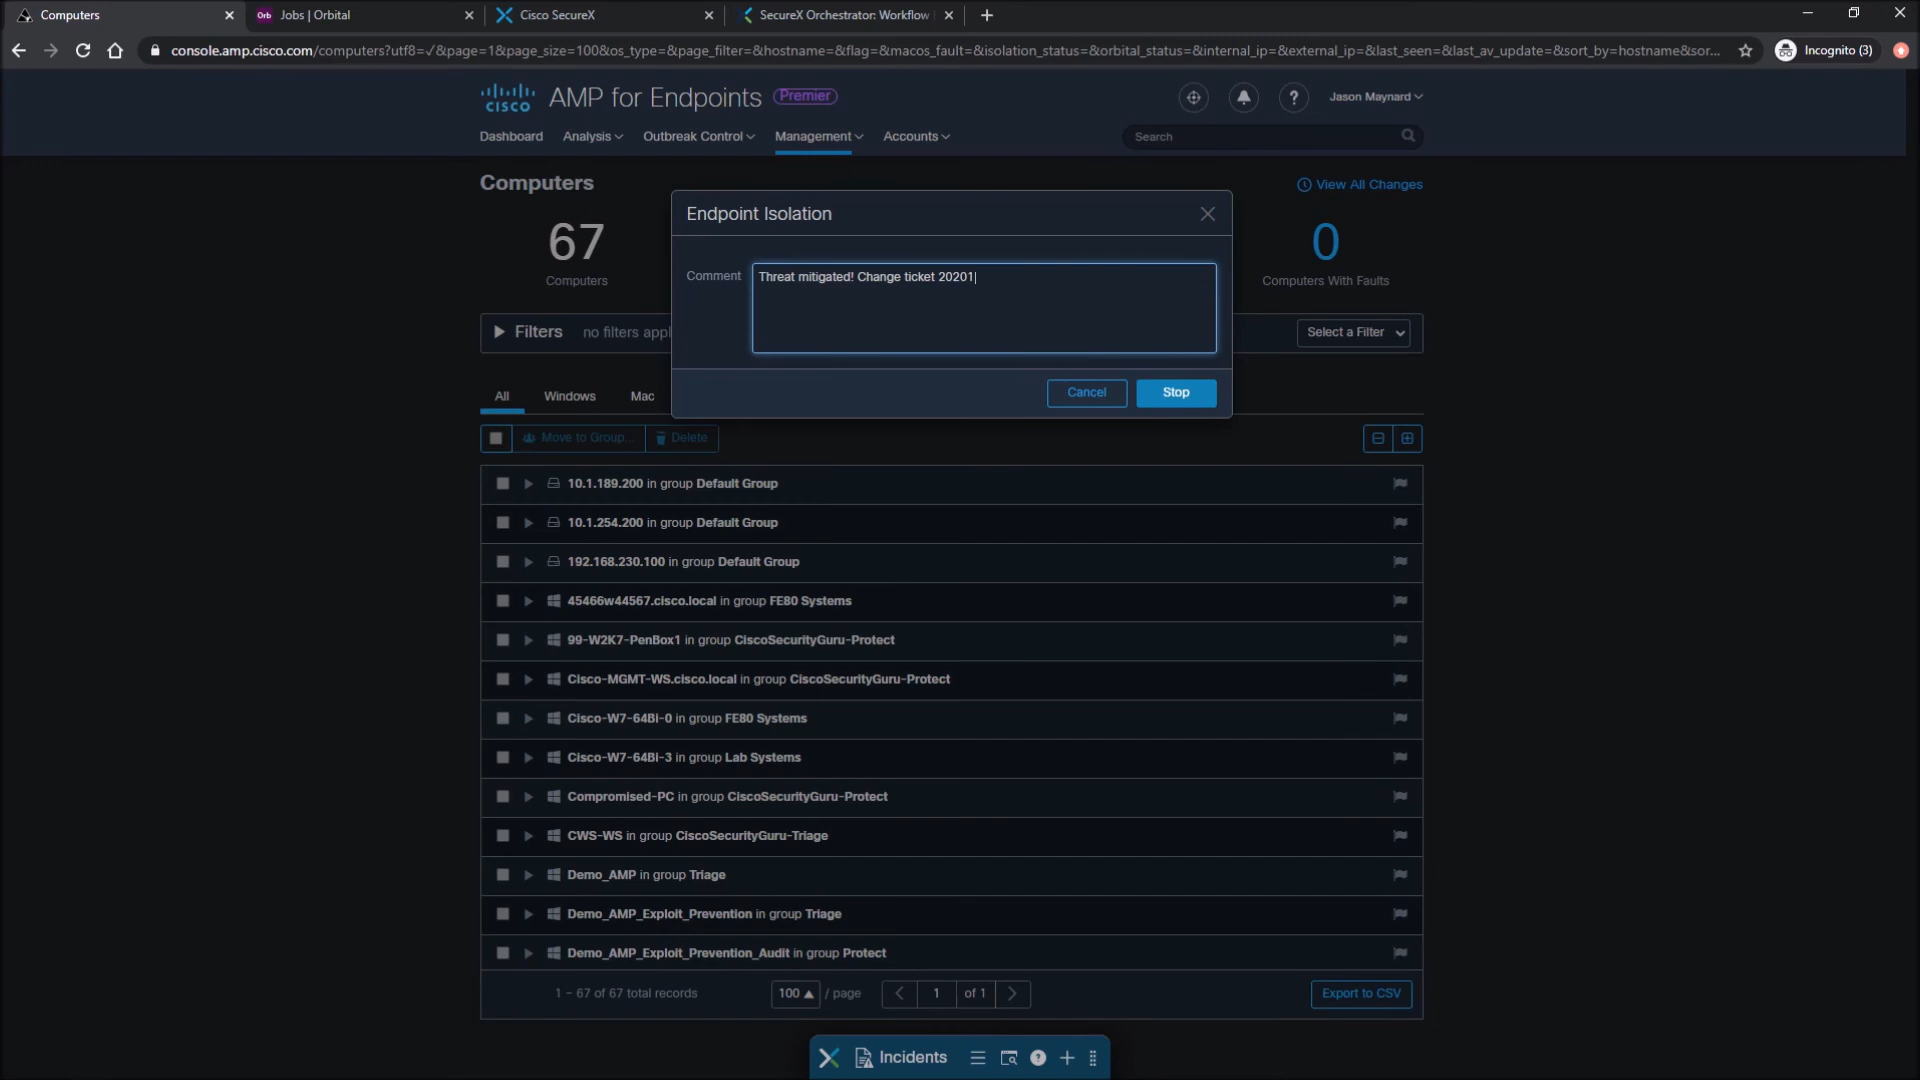 Computers
Orb Jobs | Orbital
Cisco SecureX
SecureX Orchestrator: Workflow
console.amp.cisco.com/computers?utf8=✓&page=1&page_size=100&os_type=&page_filter=&hostname=&flag=&macos_fault=&isolation_status=&orbital_status=&internal_ip=&external_ip=&last_seen=&last_av_update=&sort_by=hostname&sor...
Incognito (3)
CISCO
AMP for Endpoints
Premier
Jason Maynard
Dashboard
Analysis
Outbreak Control
Management
Accounts
Search
Computers
View All Changes
67
Computers
0
Computers With Faults
Endpoint Isolation
Comment
Threat mitigated! Change ticket 20201
Cancel
Stop
Filters
no filters appl
Select a Filter
All
Windows
Mac
Move to Group...
Delete
10.1.189.200 in group Default Group
10.1.254.200 in group Default Group
192.168.230.100 in group Default Group
45466w44567.cisco.local in group FE80 Systems
99-W2K7-PenBox1 in group CiscoSecurityGuru-Protect
Cisco-MGMT-WS.cisco.local in group CiscoSecurityGuru-Protect
Cisco-W7-64Bi-0 in group FE80 Systems
Cisco-W7-64Bi-3 in group Lab Systems
Compromised-PC in group CiscoSecurityGuru-Protect
CWS-WS in group CiscoSecurityGuru-Triage
Demo_AMP in group Triage
Demo_AMP_Exploit_Prevention in group Triage
Demo_AMP_Exploit_Prevention_Audit in group Protect
1 – 67 of 67 total records
100 / page
1 of 1
Export to CSV
Incidents